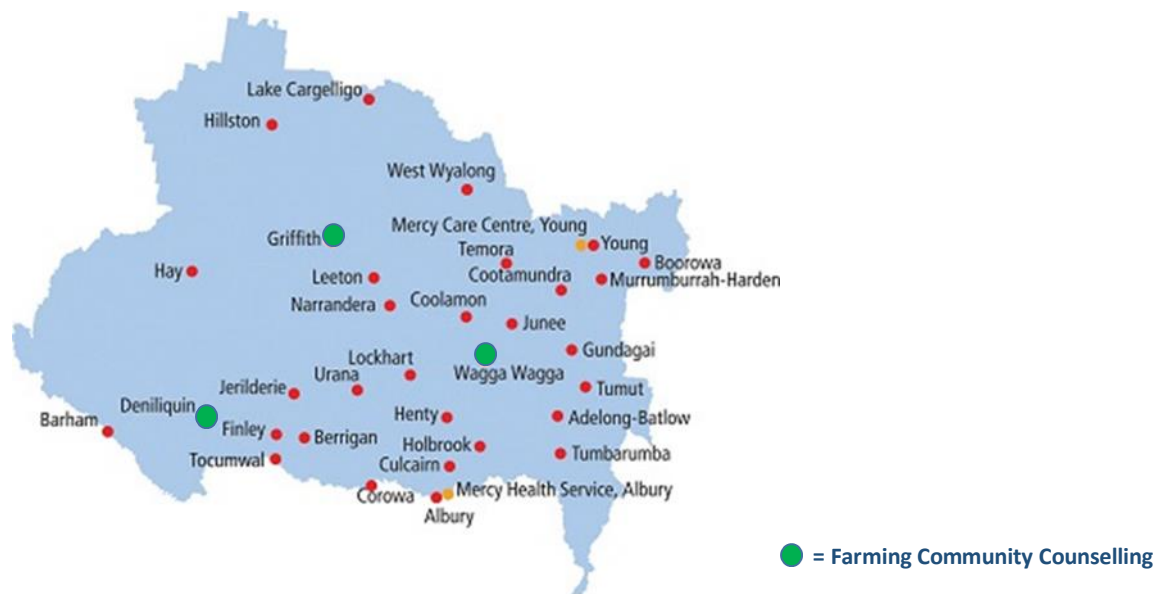 Lake Cargelligo
Hillston
West Wyalong
Mercy Care Centre, Young
Griffith
Young
Temora
Boorowa
Hay
Leeton
Cootamundra
Murrumburrah-Harden
Narrandera
Coolamon
Junee
Gundagai
Lockhart
Wagga Wagga
Urana
Jerilderie
Tumut
Deniliquin
Barham
Henty
Adelong-Batlow
Finley
Berrigan
Holbrook
Tumbarumba
Tocumwal
Culcairn
Mercy Health Service, Albury
Corowa
Albury
= Farming Community Counselling